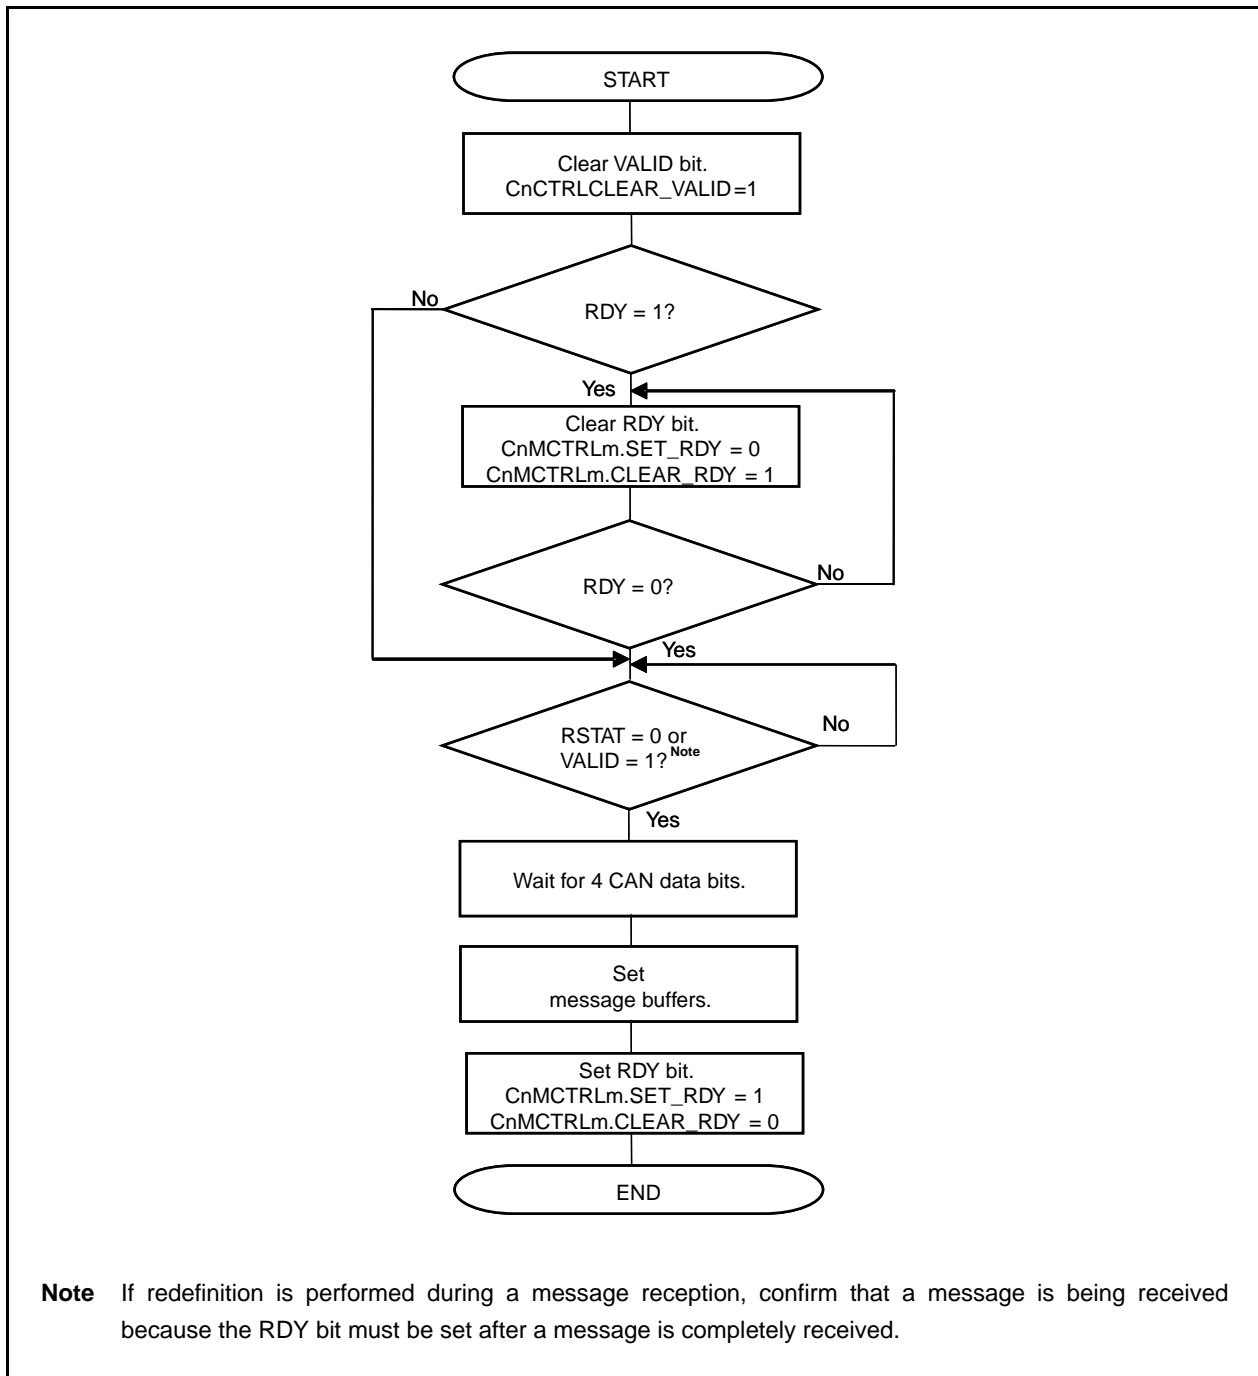 START
Clear VALID bit.
CnCTRLCLEAR_VALID=1
No
RDY = 1?
Yes
Clear RDY bit.
CnMCTRLm.SET_RDY = 0
CnMCTRLm.CLEAR_RDY = 1
RDY = 0?
No
Yes
RSTAT = 0 or
VALID = 1?Note
No
Yes
Wait for 4 CAN data bits.
Set
message buffers.
Set RDY bit.
CnMCTRLm.SET_RDY = 1
CnMCTRLm.CLEAR_RDY = 0
END
Note If redefinition is performed during a message reception, confirm that a message is being received
because the RDY bit must be set after a message is completely received.